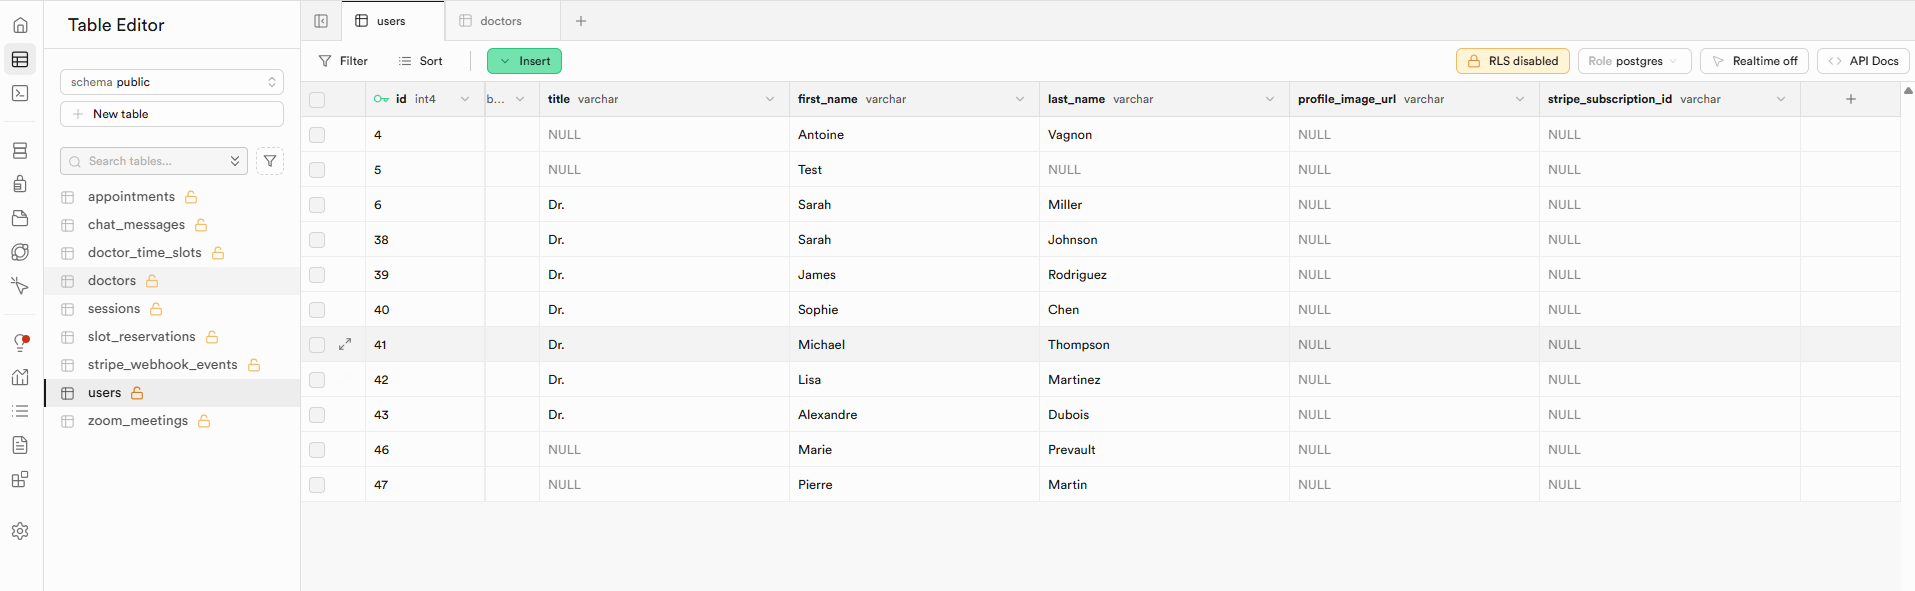 Table Editor
users
doctors
schema public
New table
Search tables...
appointments
chat_messages
doctor_time_slots
doctors
sessions
slot_reservations
stripe_webhook_events
users
zoom_meetings
Filter
Sort
Insert
RLS disabled
Role postgres
Realtime off
<> API Docs
id int4 b... title varchar first_name varchar last_name varchar profile_image_url varchar stripe_subscription_id varchar
4 NULL Antoine Vagnon NULL NULL
5 NULL Test NULL NULL NULL
6 Dr. Sarah Miller NULL NULL
38 Dr. Sarah Johnson NULL NULL
39 Dr. James Rodriguez NULL NULL
40 Dr. Sophie Chen NULL NULL
41 Dr. Michael Thompson NULL NULL
42 Dr. Lisa Martinez NULL NULL
43 Dr. Alexandre Dubois NULL NULL
46 NULL Marie Prevault NULL NULL
47 NULL Pierre Martin NULL NULL